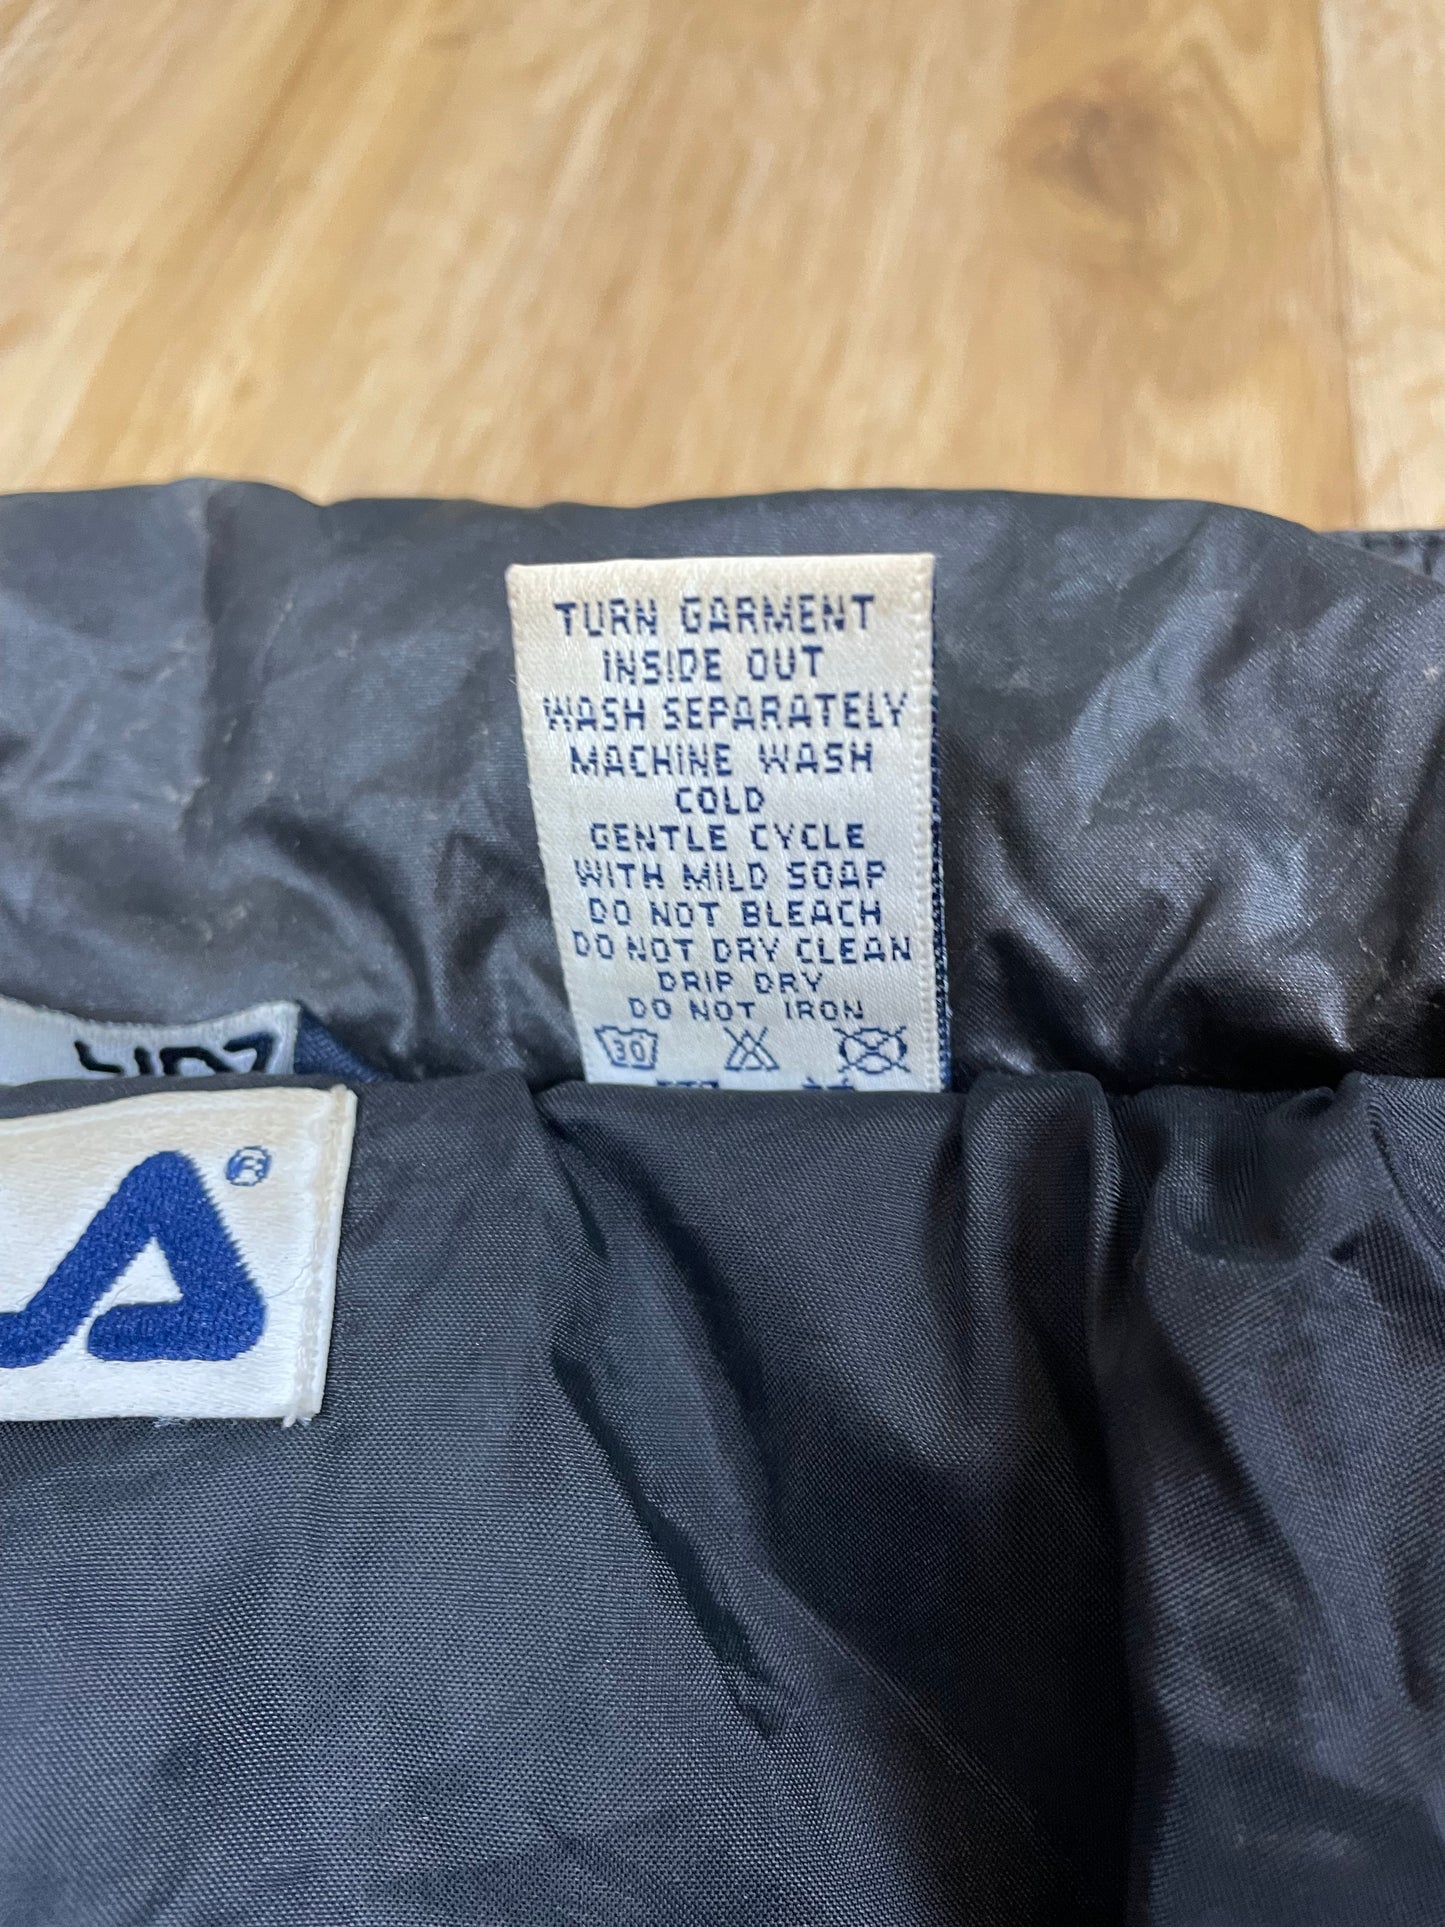 TURN GARMENT
INSIDE OUT
WASH SEPARATELY
MACHINE WASH
COLD
GENTLE CYCLE
WITH MILD SOAP
DO NOT BLEACH
DO NOT DRY CLEAN
DRIP DRY
DO NOT IRON
30
LA®